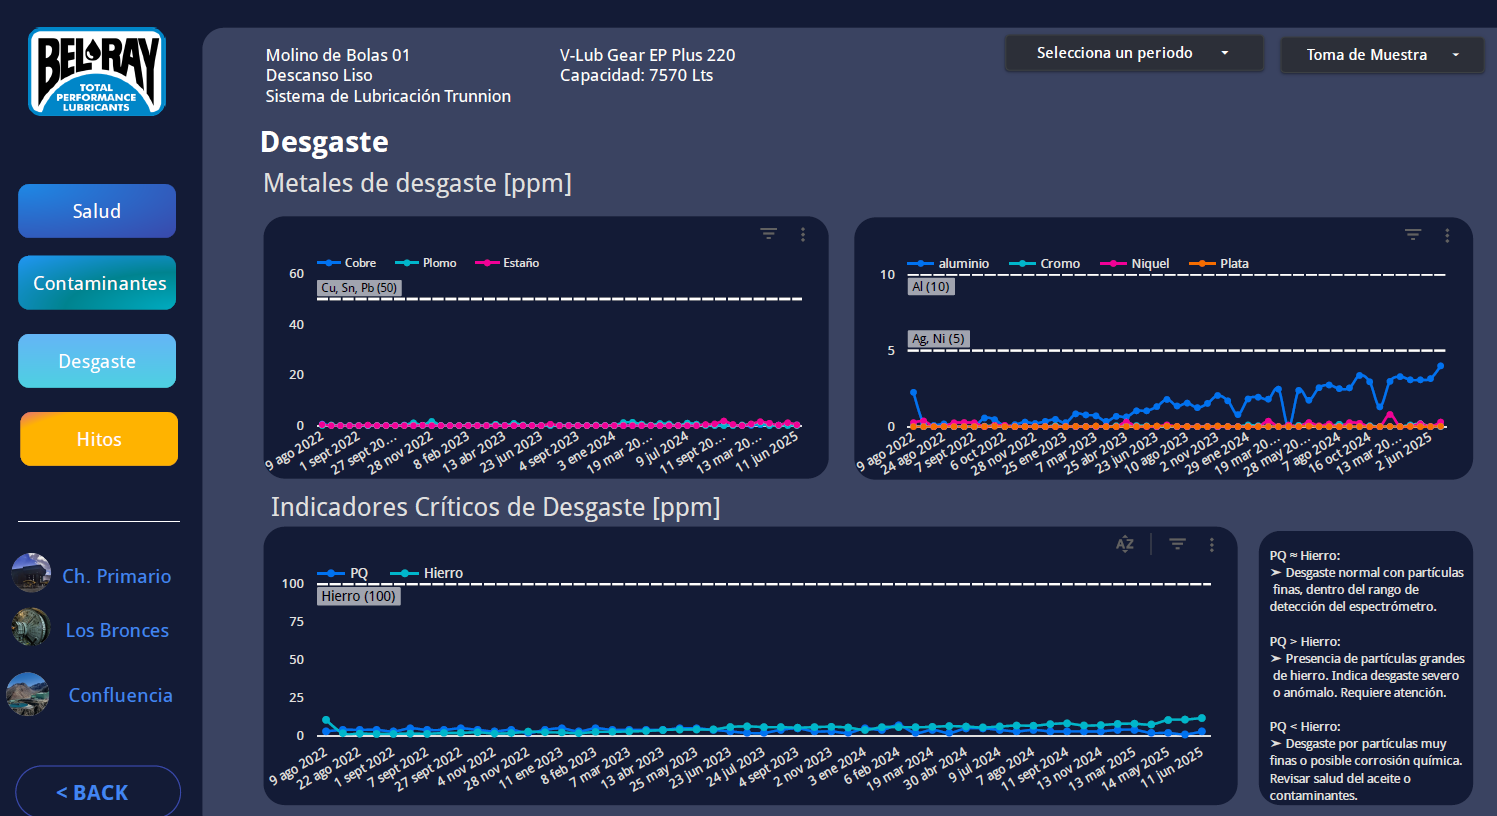 BEL-RAY
TOTAL
PERFORMANCE
LUBRICANTS
Molino de Bolas 01
Descanso Liso
Sistema de Lubricación Trunnion
V-Lub Gear EP Plus 220
Capacidad: 7570 Lts
Selecciona un periodo
Toma de Muestra
Desgaste
Metales de desgaste [ppm]
Salud
Contaminantes
Desgaste
Hitos
Ch. Primario
Los Bronces
Confluencia
< BACK
Cobre Plomo Estaño
60
Cu, Sn, Pb (50)
40
20
0
9 ago 2022
1 sept 2022
27 sept 20…
28 nov 2022
8 feb 2023
13 abr 2023
23 jun 2023
4 sept 2023
3 ene 2024
19 mar 20…
9 jul 2024
11 sept 20…
13 mar 20…
11 jun 2025
aluminio Cromo Niquel Plata
10
Al (10)
Ag, Ni (5)
5
0
9 ago 2022
24 ago 2022
7 sept 2022
6 oct 2022
28 nov 2022
25 ene 2023
7 mar 2023
25 abr 2023
23 jun 2023
10 ago 2023
2 nov 2023
29 ene 2024
19 mar 20…
28 may 20…
7 ago 2024
16 oct 2024
13 mar 20…
2 jun 2025
Indicadores Críticos de Desgaste [ppm]
AZ
PQ Hierro
100
Hierro (100)
75
50
25
0
9 ago 2022
22 ago 2022
1 sept 2022
7 sept 2022
27 sept 2022
4 nov 2022
28 nov 2022
11 ene 2023
8 feb 2023
7 mar 2023
13 abr 2023
25 may 2023
23 jun 2023
24 jul 2023
4 sept 2023
2 nov 2023
3 ene 2024
6 feb 2024
19 mar 2024
30 abr 2024
9 jul 2024
7 ago 2024
11 sept 2024
13 nov 2024
13 mar 2025
14 may 2025
11 jun 2025
PQ ≈ Hierro:
➤ Desgaste normal con partículas
finas, dentro del rango de
detección del espectrómetro.
PQ > Hierro:
➤ Presencia de partículas grandes
de hierro. Indica desgaste severo
o anómalo. Requiere atención.
PQ < Hierro:
➤ Desgaste por partículas muy
finas o posible corrosión química.
Revisar salud del aceite o
contaminantes.